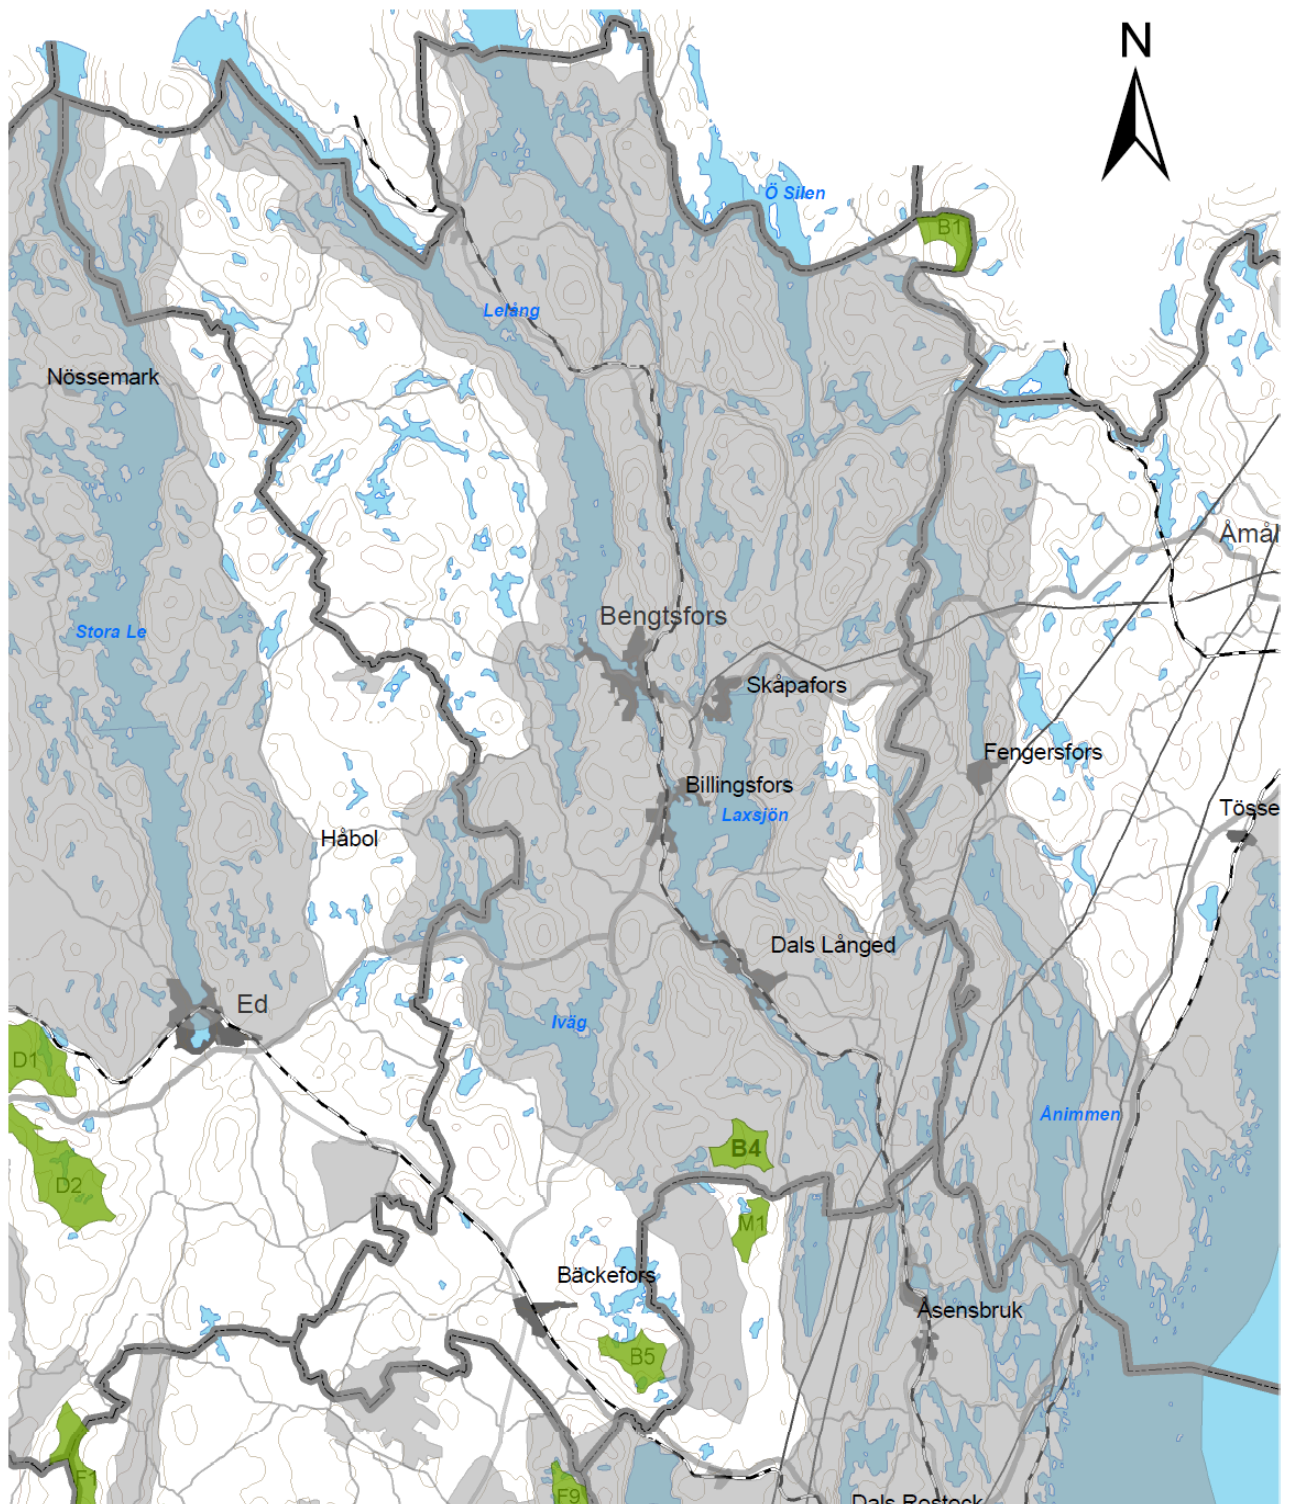 N
Ö Silen
B1
Lelång
Nössemark
Åmål
Bengtsfors
Stora Le
Skåpafors
Fengersfors
Billingsfors
Laxsjön
Tösse
Håbol
Dals Långed
Ed
Iväg
D1
Ånimmen
B4
D2
M1
Bäckefors
Åsensbruk
B5
F1
F9
Dals Rostock